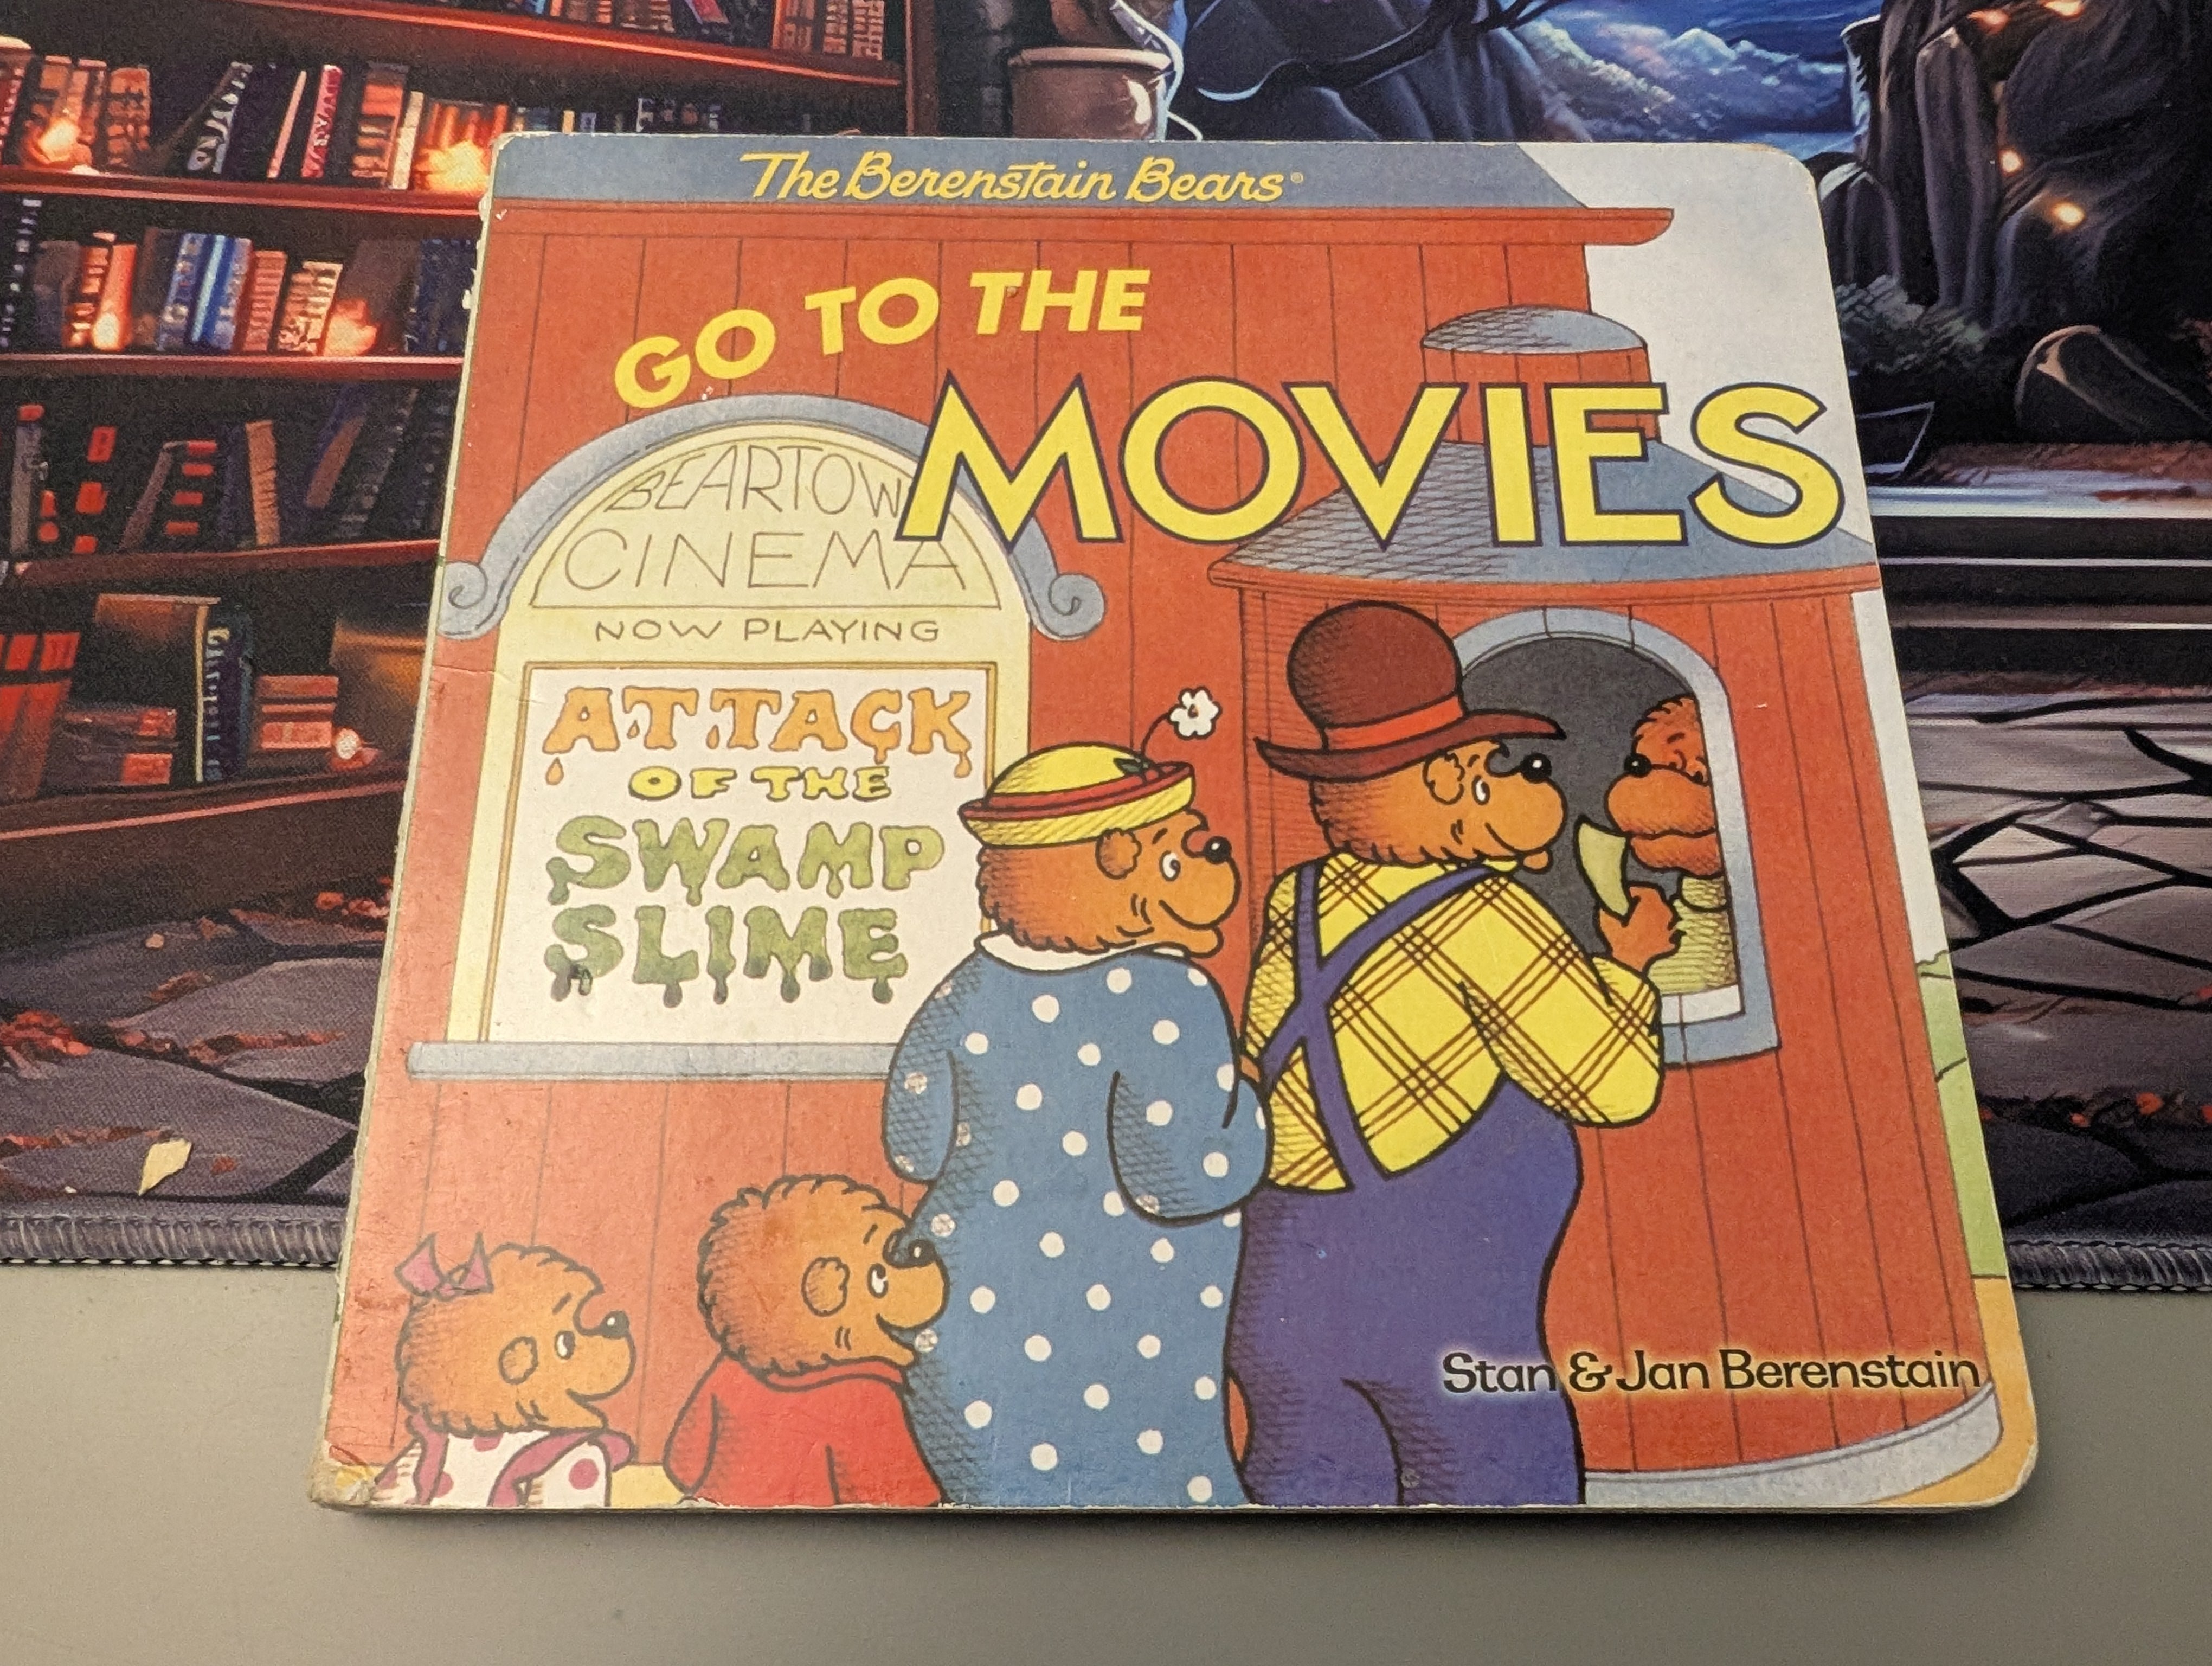 The Berenstain Bears®
GO TO THE
MOVIES
BEARTOW
CINEMA
NOW PLAYING
ATTACK
OF THE
SWAMP
SLIME
Stan & Jan Berenstain